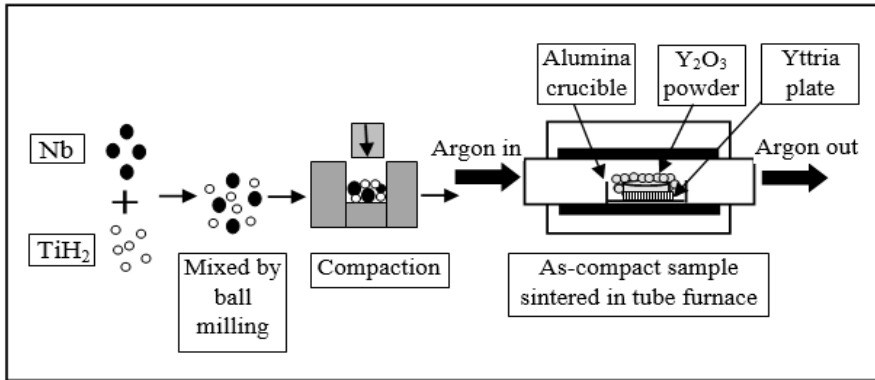 Alumina
crucible
Y₂O₃
powder
Yttria
plate
Nb
+
TiH₂
Argon in
Argon out
Mixed by
ball
milling
Compaction
As-compact sample
sintered in tube furnace